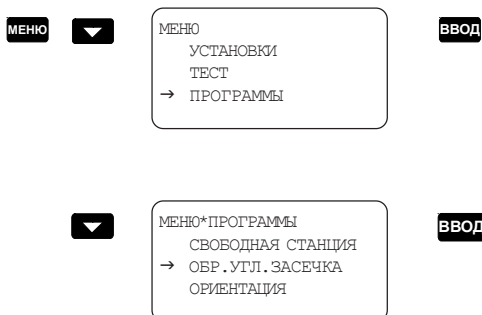 МЕНЮ
МЕНЮ
УСТАНОВКИ
ТЕСТ
→ ПРОГРАММЫ
ВВОД
МЕНЮ*ПРОГРАММЫ
СВОБОДНАЯ СТАНЦИЯ
→ ОБР.УГЛ.ЗАСЕЧКА
ОРИЕНТАЦИЯ
ВВОД